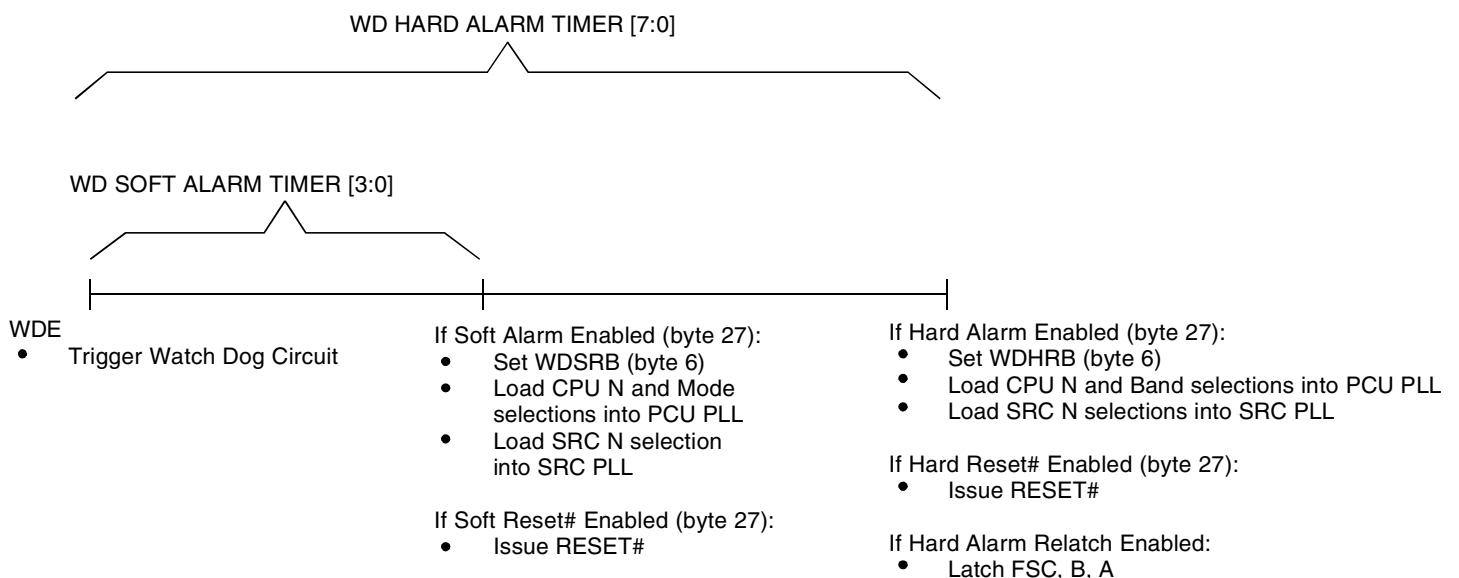 WD HARD ALARM TIMER [7:0]
WD SOFT ALARM TIMER [3:0]
WDE
• Trigger Watch Dog Circuit
If Soft Alarm Enabled (byte 27):
• Set WDSRB (byte 6)
• Load CPU N and Mode
selections into PCU PLL
• Load SRC N selection
into SRC PLL
If Soft Reset# Enabled (byte 27):
• Issue RESET#
If Hard Alarm Enabled (byte 27):
• Set WDHRB (byte 6)
• Load CPU N and Band selections into PCU PLL
• Load SRC N selections into SRC PLL
If Hard Reset# Enabled (byte 27):
• Issue RESET#
If Hard Alarm Relatch Enabled:
• Latch FSC, B, A